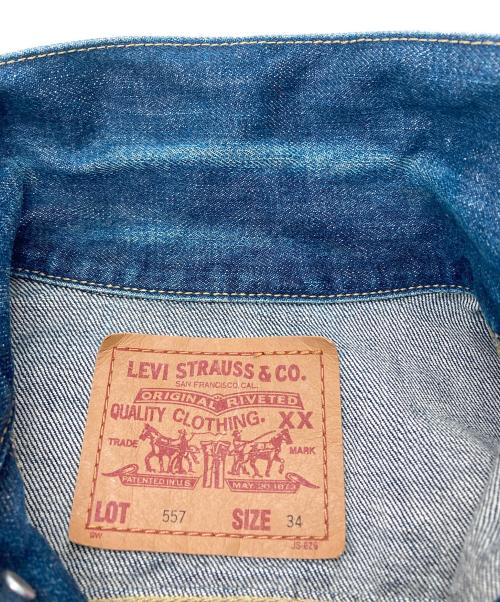 LEVI STRAUSS & CO.
SAN FRANCISCO, CAL.
ORIGINAL RIVETED
QUALITY CLOTHING. XX
TRADE MARK
PATENTED IN U.S. MAY 20 1873
LOT 557 SIZE 34